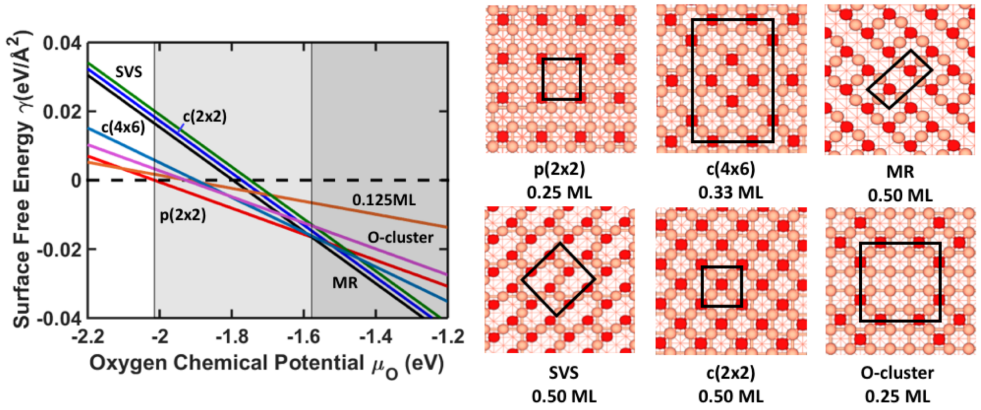 Surface Free Energy γ(eV/Å²)
0.04
0.02
0
-0.02
-0.04
SVS
c(2x2)
c(4x6)
p(2x2)
0.125ML
O-cluster
MR
-2.2
-2
-1.8
-1.6
-1.4
-1.2
Oxygen Chemical Potential μO (eV)
p(2x2)
0.25 ML
c(4x6)
0.33 ML
MR
0.50 ML
SVS
0.50 ML
c(2x2)
0.50 ML
O-cluster
0.25 ML